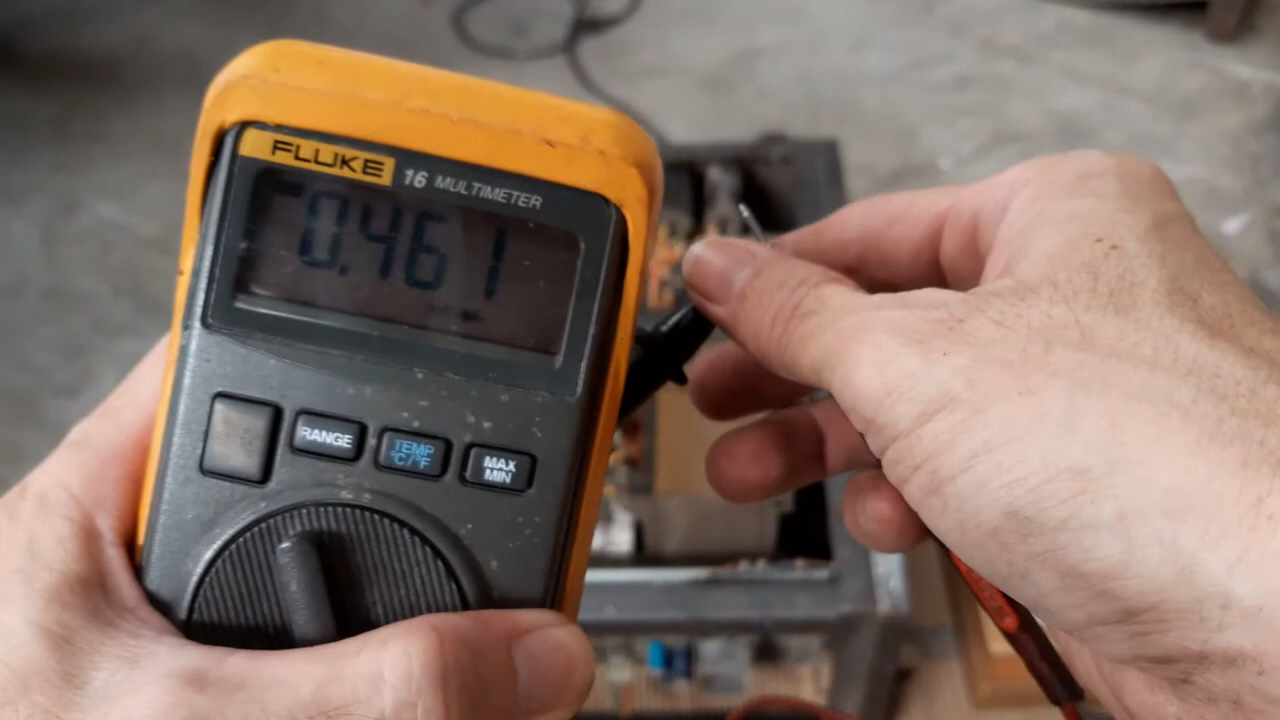 FLUKE
16 MULTIMETER
-0.461
RANGE
TEMP
°C/°F
MAX
MIN